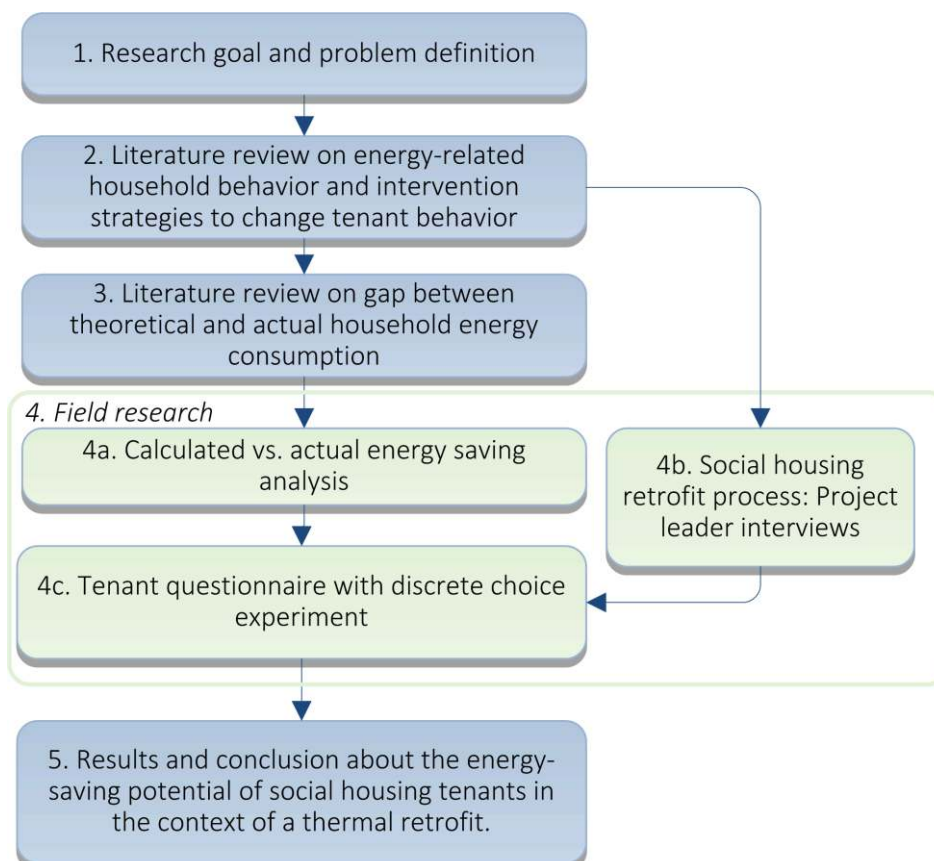 1. Research goal and problem definition
2. Literature review on energy-related
household behavior and intervention
strategies to change tenant behavior
3. Literature review on gap between
theoretical and actual household energy
consumption
4. Field research
4a. Calculated vs. actual energy saving
analysis
4b. Social housing
retrofit process: Project
leader interviews
4c. Tenant questionnaire with discrete choice
experiment
5. Results and conclusion about the energy-
saving potential of social housing tenants in
the context of a thermal retrofit.